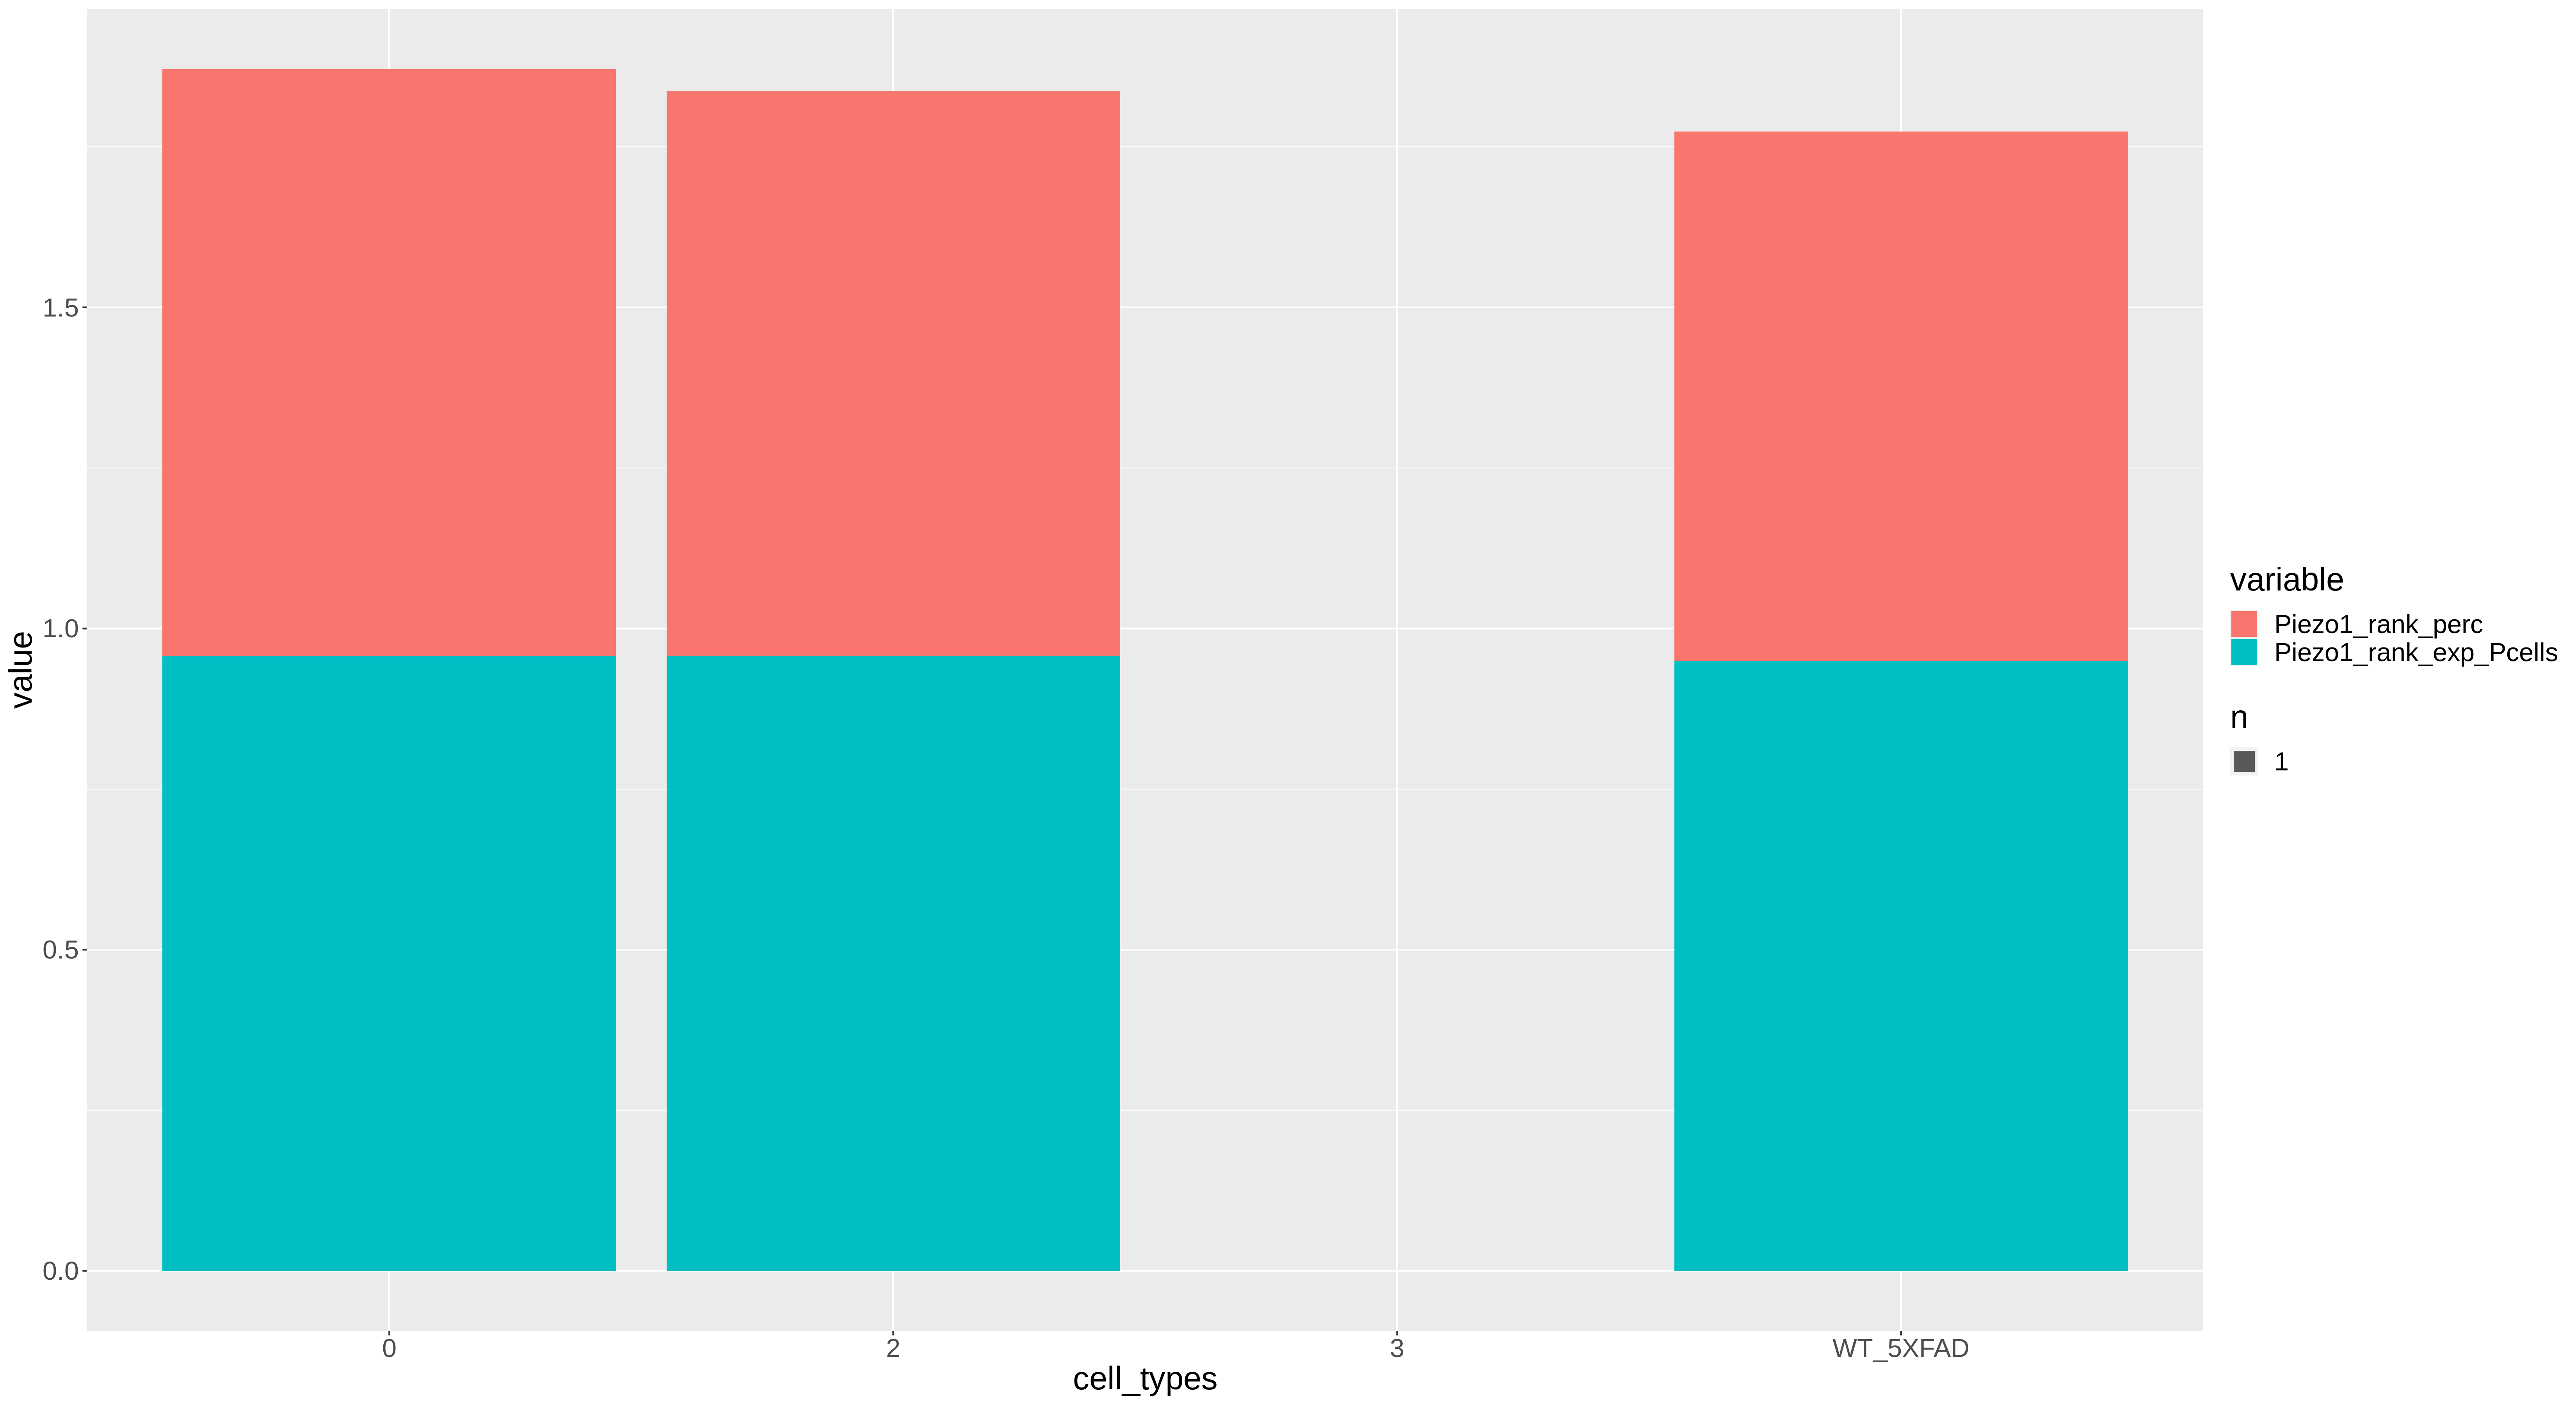 value
1.5
1.0
0.5
0.0
0
2
3
WT_5XFAD
cell_types
variable
Piezo1_rank_perc
Piezo1_rank_exp_Pcells
n
1